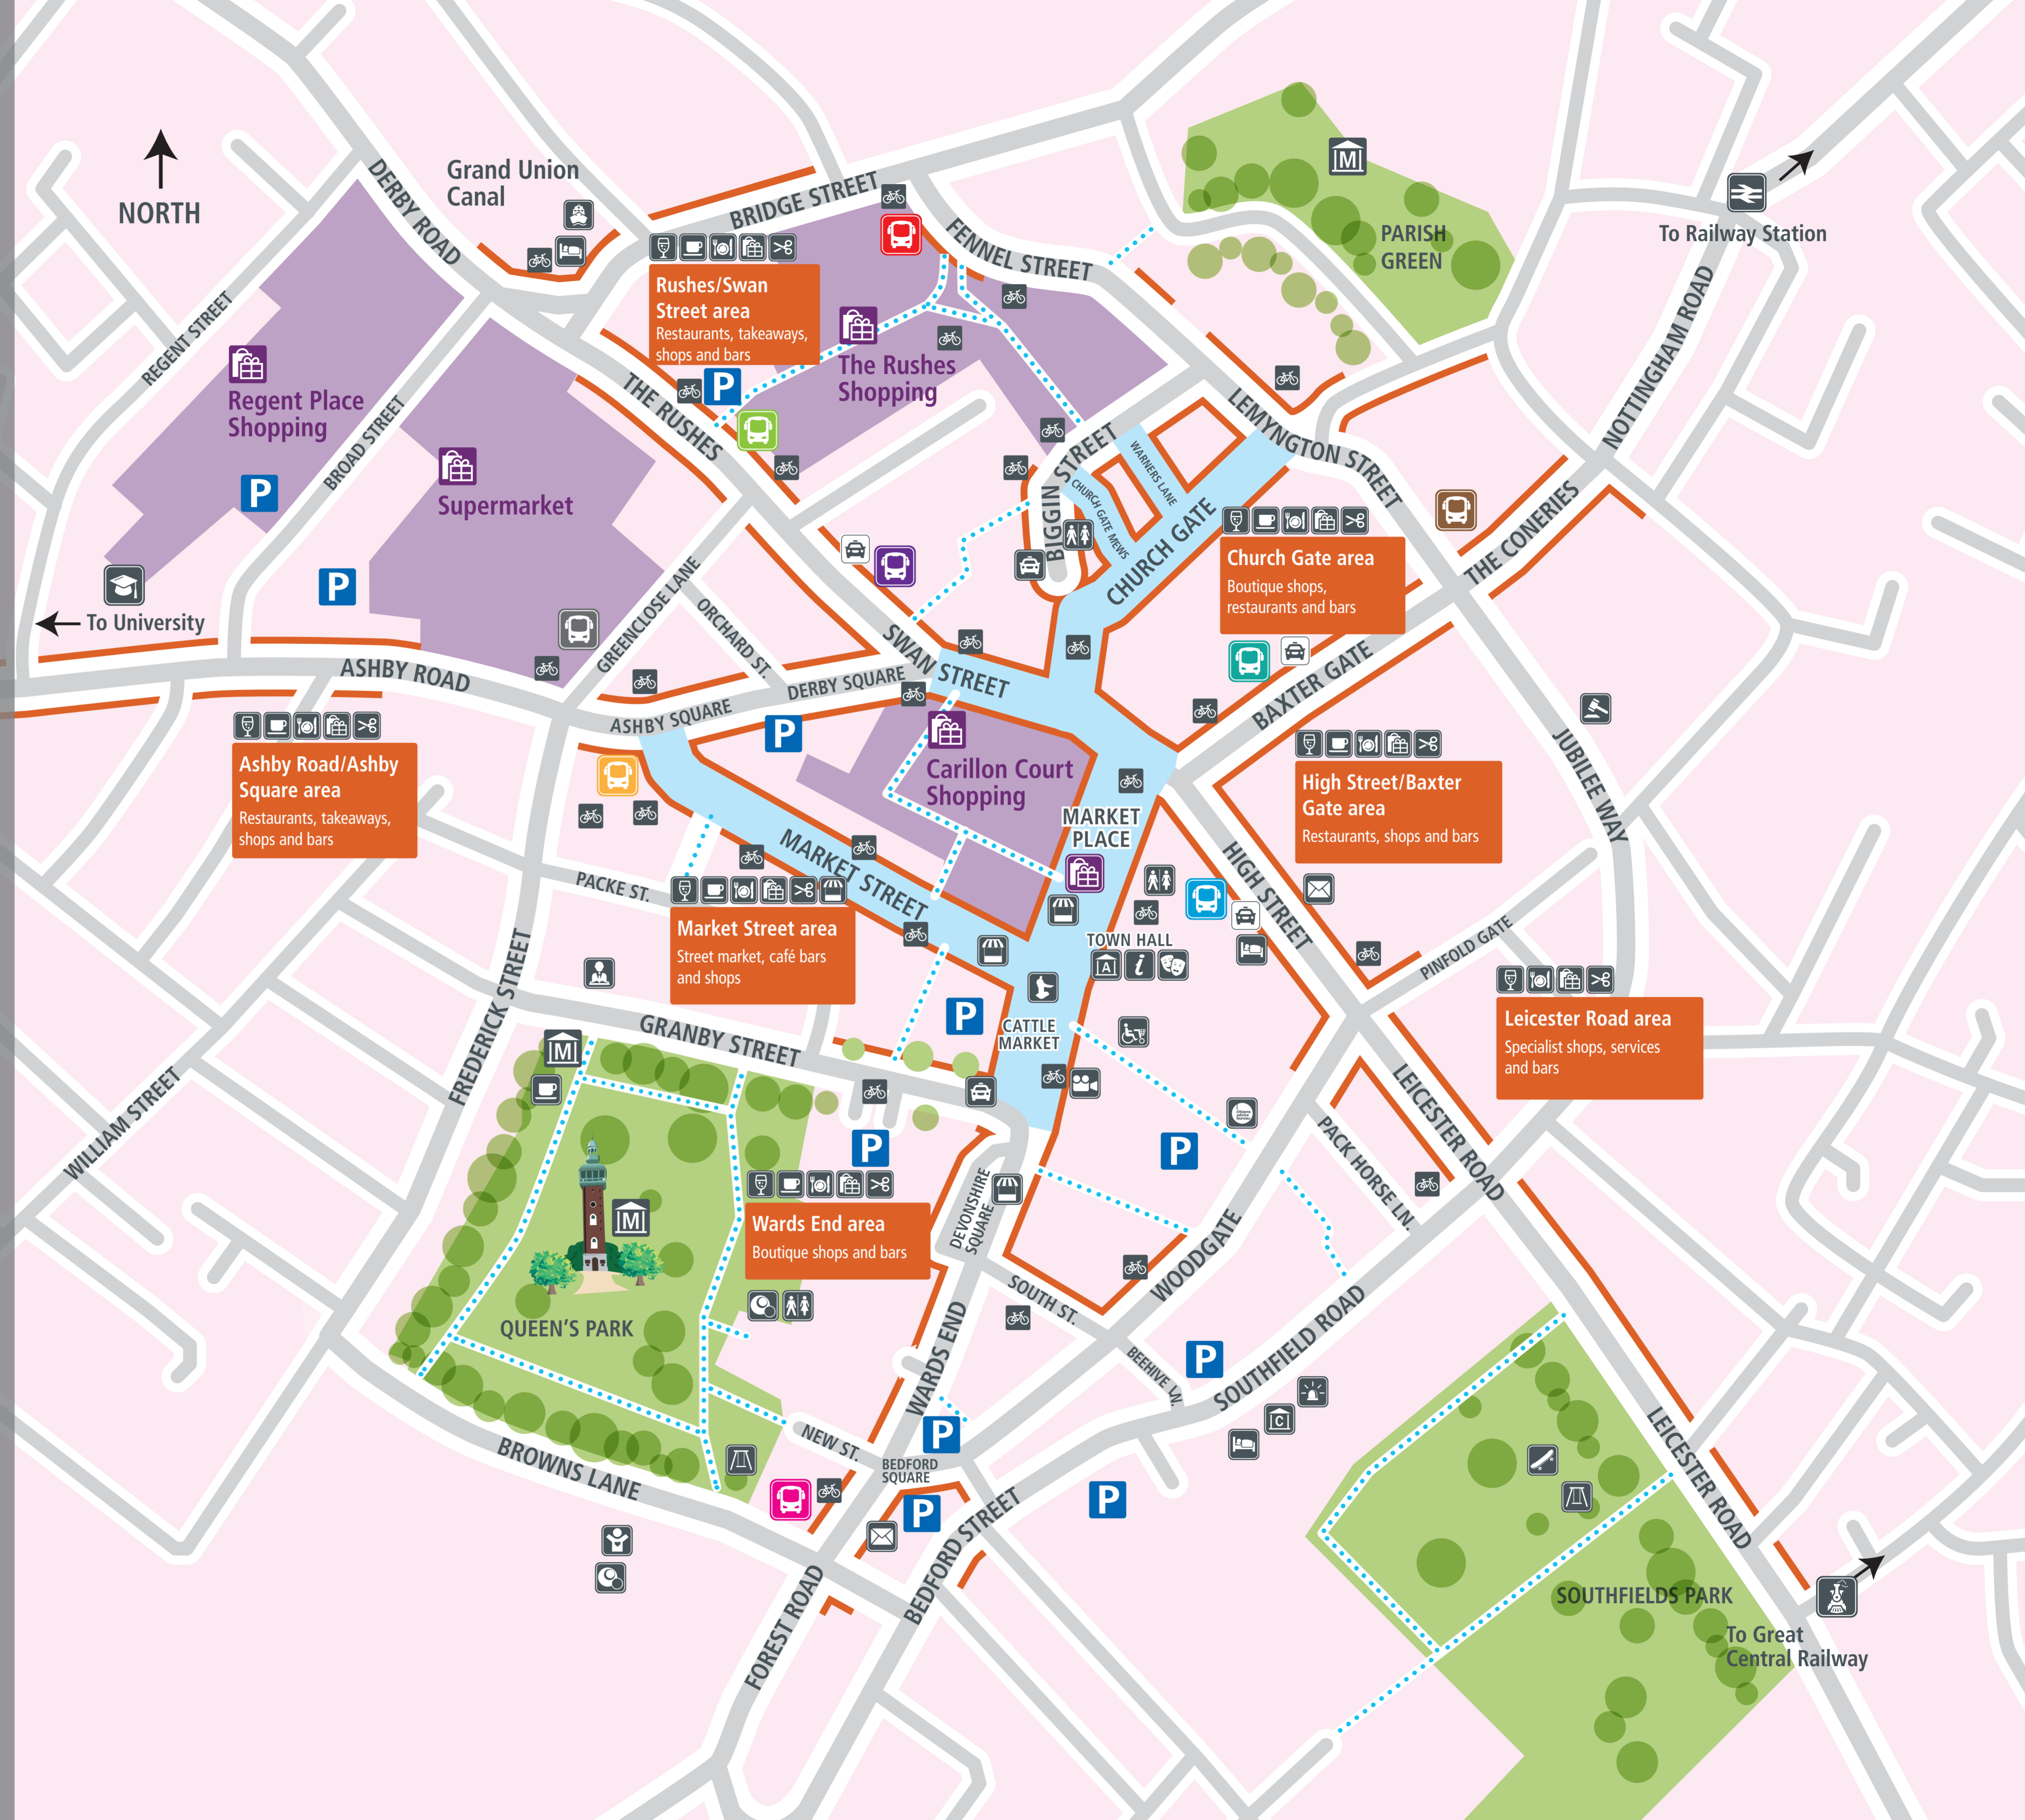 NORTH
Grand Union
Canal
DERBY ROAD
BRIDGE STREET
FENNEL STREET
PARISH
GREEN
To Railway Station
NOTTINGHAM ROAD
REGENT STREET
Regent Place
Shopping
P
BROAD STREET
Supermarket
P
To University
Rushes/Swan
Street area
Restaurants, takeaways,
shops and bars
P
THE RUSHES
The Rushes
Shopping
LEMYNGTON STREET
BIGGIN STREET
WARNERS LANE
CHURCH GATE MEWS
CHURCH GATE
Church Gate area
Boutique shops,
restaurants and bars
THE CONERIES
GREENCLOSE LANE
ORCHARD ST.
SWAN STREET
DERBY SQUARE
ASHBY SQUARE
ASHBY ROAD
BAXTER GATE
JUBILEE WAY
Ashby Road/Ashby
Square area
Restaurants, takeaways,
shops and bars
P
Carillon Court
Shopping
MARKET
PLACE
High Street/Baxter
Gate area
Restaurants, shops and bars
MARKET STREET
PACKE ST.
Market Street area
Street market, café bars
and shops
TOWN HALL
A
i
HIGH STREET
PINFOLD GATE
Leicester Road area
Specialist shops, services
and bars
FREDERICK STREET
GRANBY STREET
P
CATTLE
MARKET
M
M
M
WILLIAM STREET
P
P
LEICESTER ROAD
PACK HORSE LN.
Wards End area
Boutique shops and bars
DEVONSHIRE
SQUARE
QUEEN'S PARK
SOUTH ST.
WOODGATE
WARDS END
BEEHIVE LN.
P
SOUTHFIELD ROAD
C
BROWNS LANE
NEW ST.
P
BEDFORD
SQUARE
P
P
BEDFORD STREET
FOREST ROAD
LEICESTER ROAD
SOUTHFIELDS PARK
To Great
Central Railway